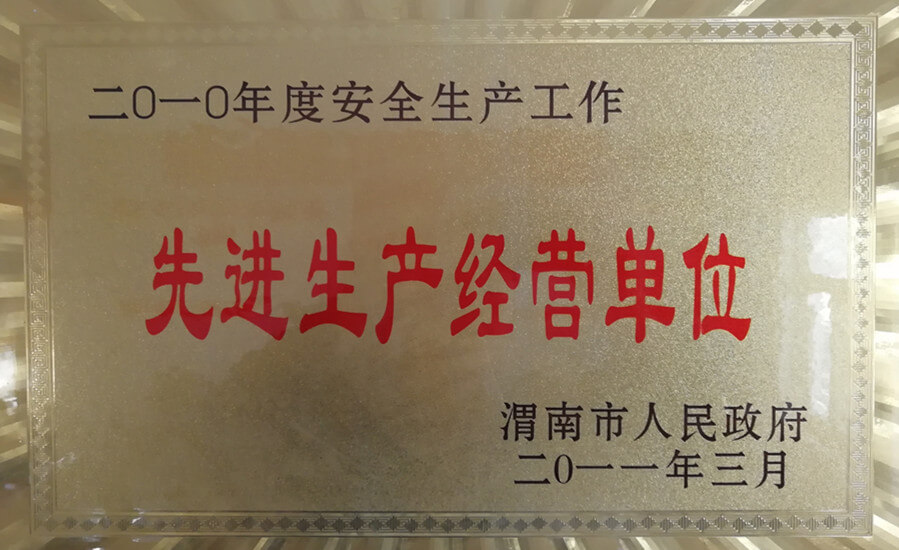 二0一0年度安全生产工作
先进生产经营单位
渭南市人民政府
二0一一年三月